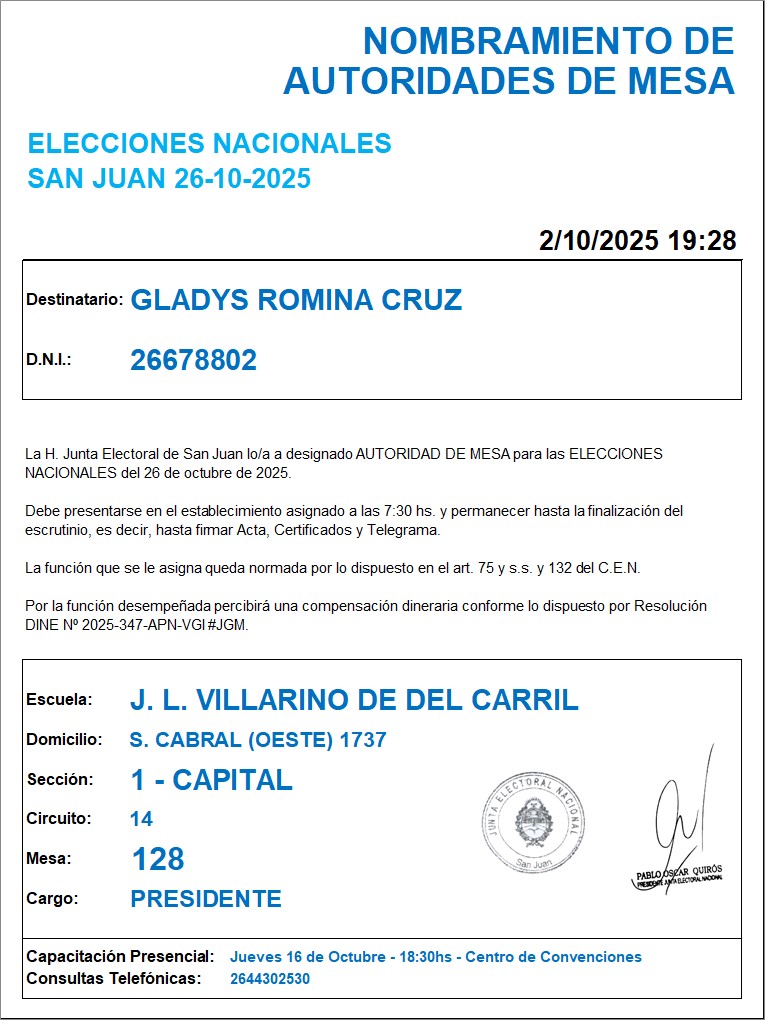 NOMBRAMIENTO DE
AUTORIDADES DE MESA
ELECCIONES NACIONALES
SAN JUAN 26-10-2025
2/10/2025 19:28
Destinatario: GLADYS ROMINA CRUZ
D.N.I.: 26678802
La H. Junta Electoral de San Juan lo/a a designado AUTORIDAD DE MESA para las ELECCIONES
NACIONALES del 26 de octubre de 2025.
Debe presentarse en el establecimiento asignado a las 7:30 hs. y permanecer hasta la finalización del
escrutinio, es decir, hasta firmar Acta, Certificados y Telegrama.
La función que se le asigna queda normada por lo dispuesto en el art. 75 y s.s. y 132 del C.E.N.
Por la función desempeñada percibirá una compensación dineraria conforme lo dispuesto por Resolución
DINE Nº 2025-347-APN-VGI#JGM.
Escuela: J. L. VILLARINO DE DEL CARRIL
Domicilio: S. CABRAL (OESTE) 1737
Sección: 1 - CAPITAL
Circuito: 14
Mesa: 128
Cargo: PRESIDENTE
JUNTA ELECTORAL NACIONAL
San Juan
PABLO OSCAR QUIRÓS
PRESIDENTE JUNTA ELECTORAL NACIONAL
Capacitación Presencial: Jueves 16 de Octubre - 18:30hs - Centro de Convenciones
Consultas Telefónicas: 2644302530